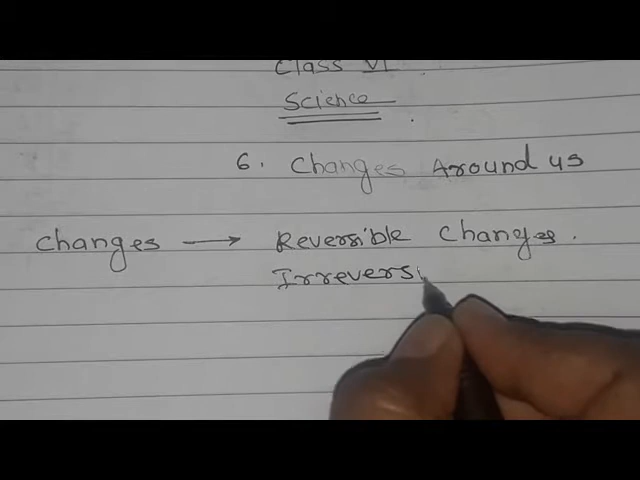 Class VI
Science
6. Changes Around us
Changes → Reversible Changes.
Irreversi